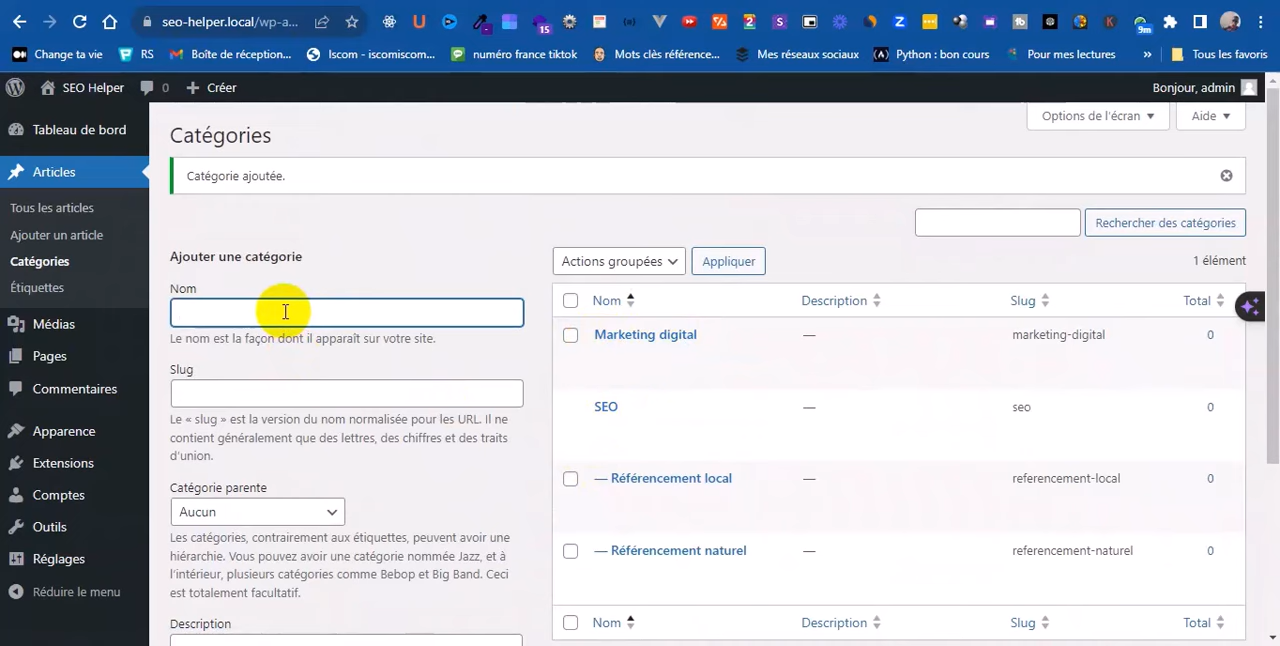 seo-helper.local/wp-a...
15
2
9m
Change ta vie
RS
Boîte de réception...
Iscom - iscomiscom...
numéro france tiktok
Mots clés référence...
Mes réseaux sociaux
Python : bon cours
Pour mes lectures
»
Tous les favoris
SEO Helper
0
Créer
Bonjour, admin
Tableau de bord
Articles
Tous les articles
Ajouter un article
Catégories
Étiquettes
Médias
Pages
Commentaires
Apparence
Extensions
Comptes
Outils
Réglages
Réduire le menu
Options de l'écran
Aide
Catégories
Catégorie ajoutée.
Rechercher des catégories
Ajouter une catégorie
Nom
Le nom est la façon dont il apparaît sur votre site.
Slug
Le « slug » est la version du nom normalisée pour les URL. Il ne
contient généralement que des lettres, des chiffres et des traits
d'union.
Catégorie parente
Aucun
Les catégories, contrairement aux étiquettes, peuvent avoir une
hiérarchie. Vous pouvez avoir une catégorie nommée Jazz, et à
l'intérieur, plusieurs catégories comme Bebop et Big Band. Ceci
est totalement facultatif.
Description
Actions groupées
Appliquer
1 élément
Nom Description Slug Total
Marketing digital — marketing-digital 0
SEO — seo 0
— Référencement local — referencement-local 0
— Référencement naturel — referencement-naturel 0
Nom Description Slug Total